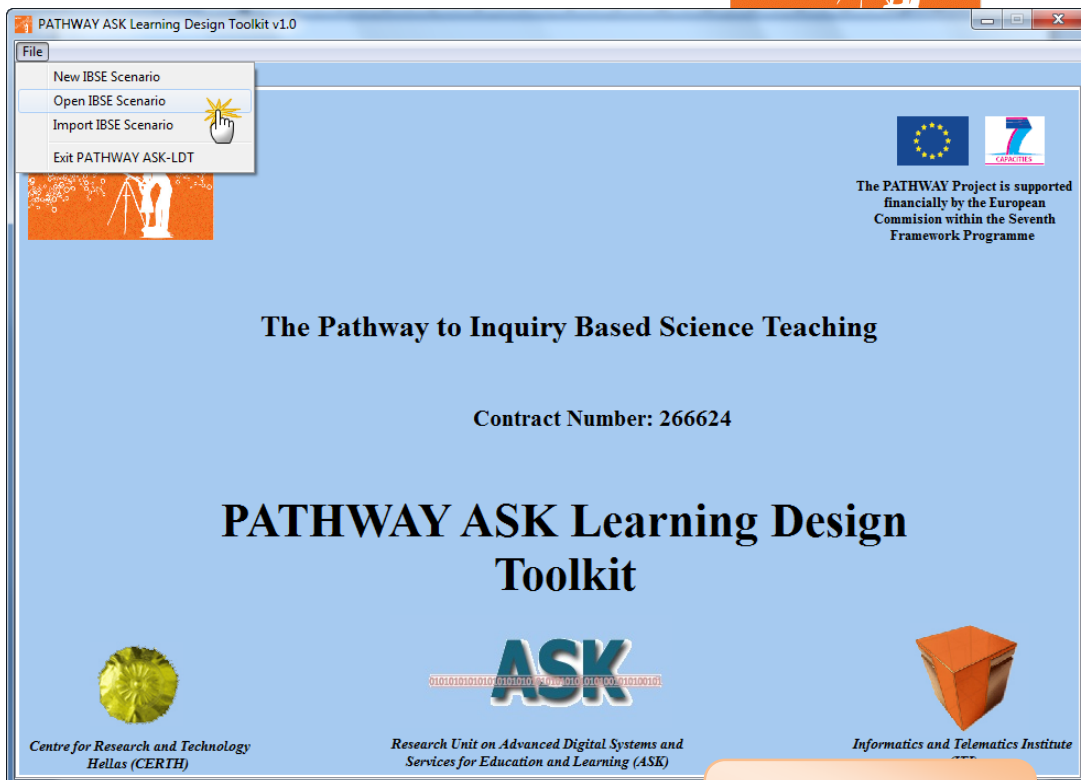 PATHWAY ASK Learning Design Toolkit v1.0
File
New IBSE Scenario
Open IBSE Scenario
Import IBSE Scenario
Exit PATHWAY ASK-LDT
CAPACITIES
The PATHWAY Project is supported
financially by the European
Commision within the Seventh
Framework Programme
The Pathway to Inquiry Based Science Teaching
Contract Number: 266624
PATHWAY ASK Learning Design
Toolkit
ASK
Centre for Research and Technology
Hellas (CERTH)
Research Unit on Advanced Digital Systems and
Services for Education and Learning (ASK)
Informatics and Telematics Institute